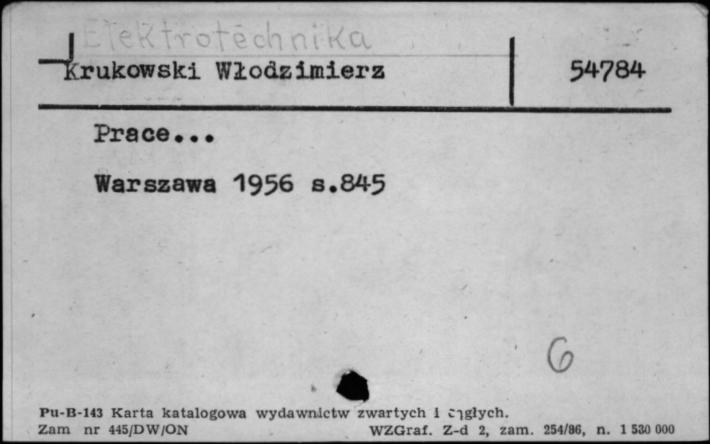 Elektrotechnika
Krukowski Włodzimierz 54784
Prace...
Warszawa 1956 s.845
6
Pu-B-143 Karta katalogowa wydawnictw zwartych i ciągłych.
Zam nr 445/DW/ON WZGraf. Z-d 2, zam. 254/86, n. 1 530 000